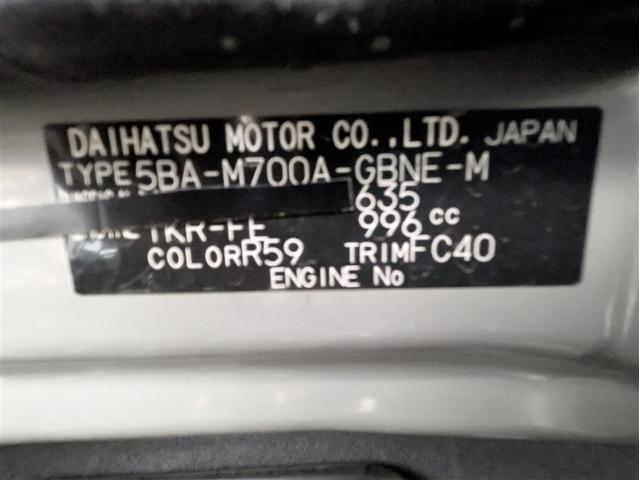 DAIHATSU MOTOR CO.,LTD. JAPAN
TYPE 5BA-M700A-GBNE-M
635
1KR-FE 996 cc
COLOR R59 TRIM FC40
ENGINE No